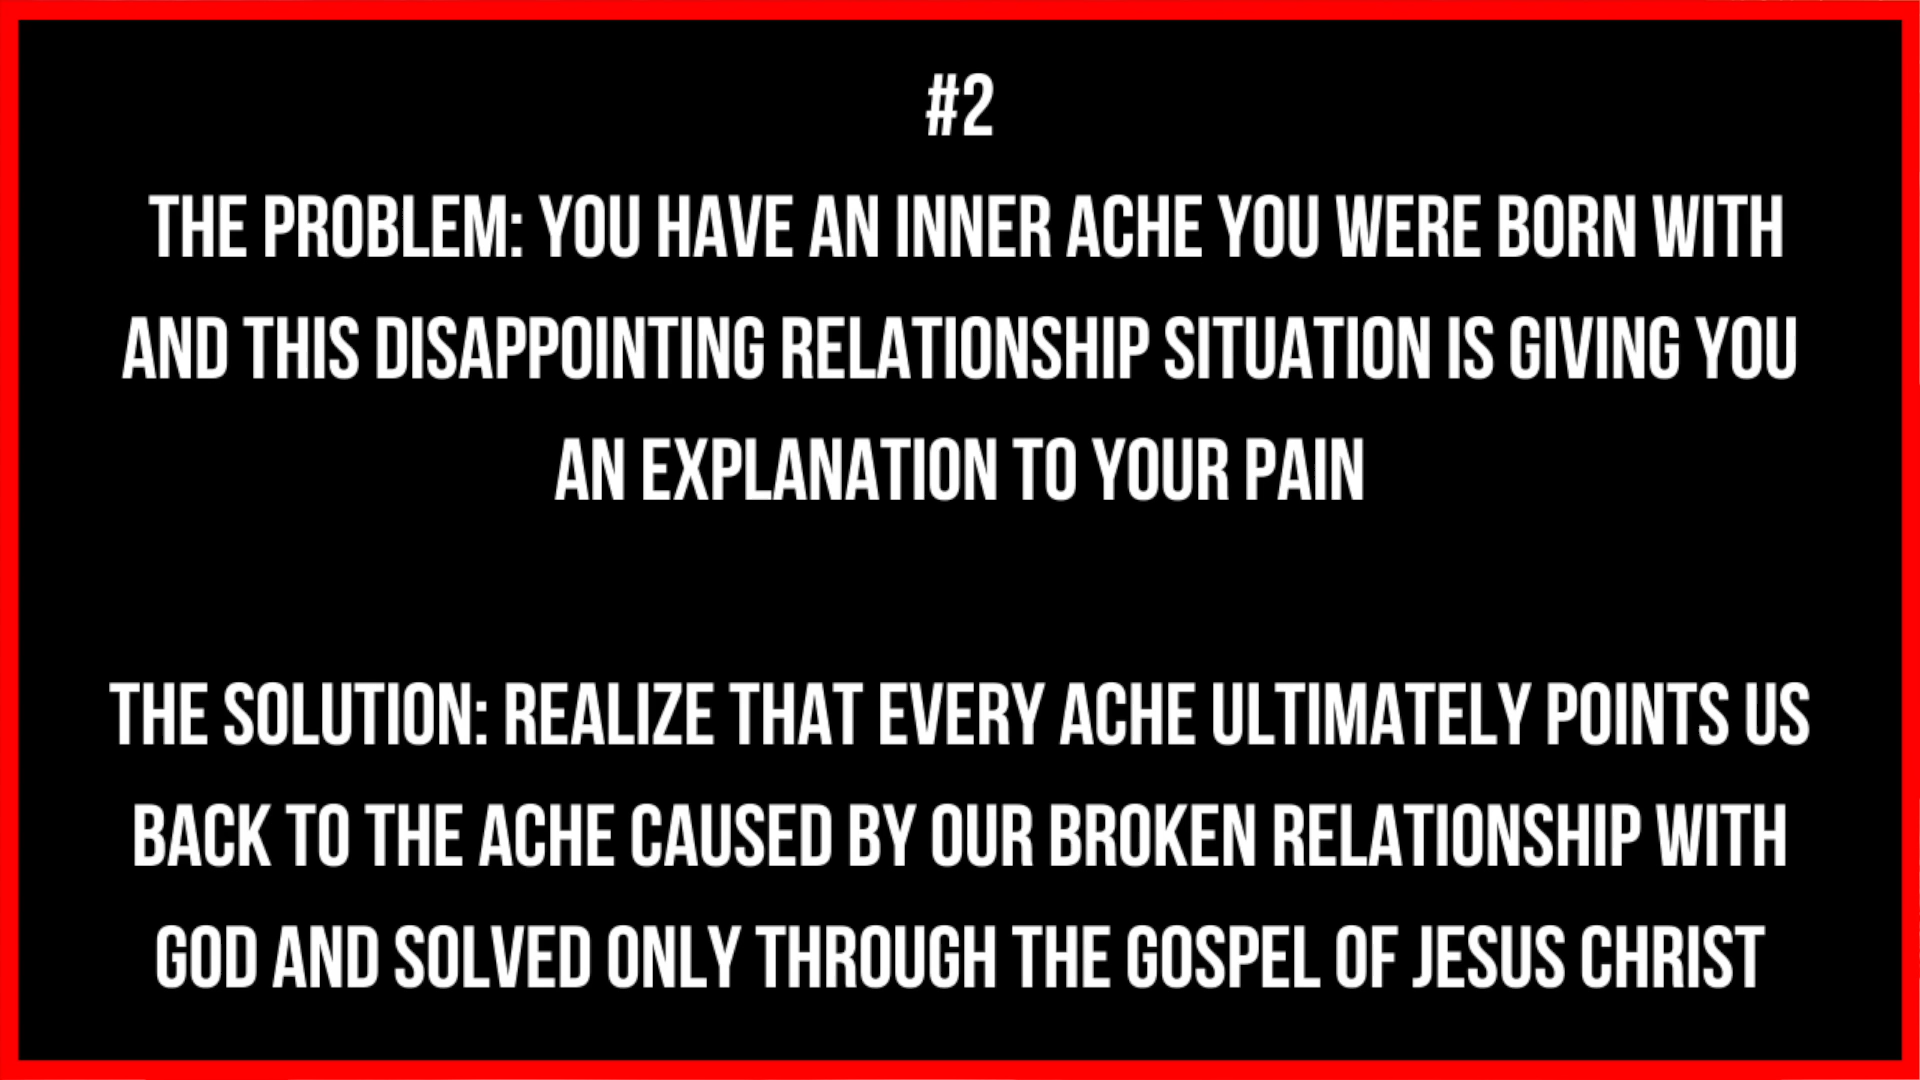 #2
THE PROBLEM: YOU HAVE AN INNER ACHE YOU WERE BORN WITH
AND THIS DISAPPOINTING RELATIONSHIP SITUATION IS GIVING YOU
AN EXPLANATION TO YOUR PAIN
THE SOLUTION: REALIZE THAT EVERY ACHE ULTIMATELY POINTS US
BACK TO THE ACHE CAUSED BY OUR BROKEN RELATIONSHIP WITH
GOD AND SOLVED ONLY THROUGH THE GOSPEL OF JESUS CHRIST